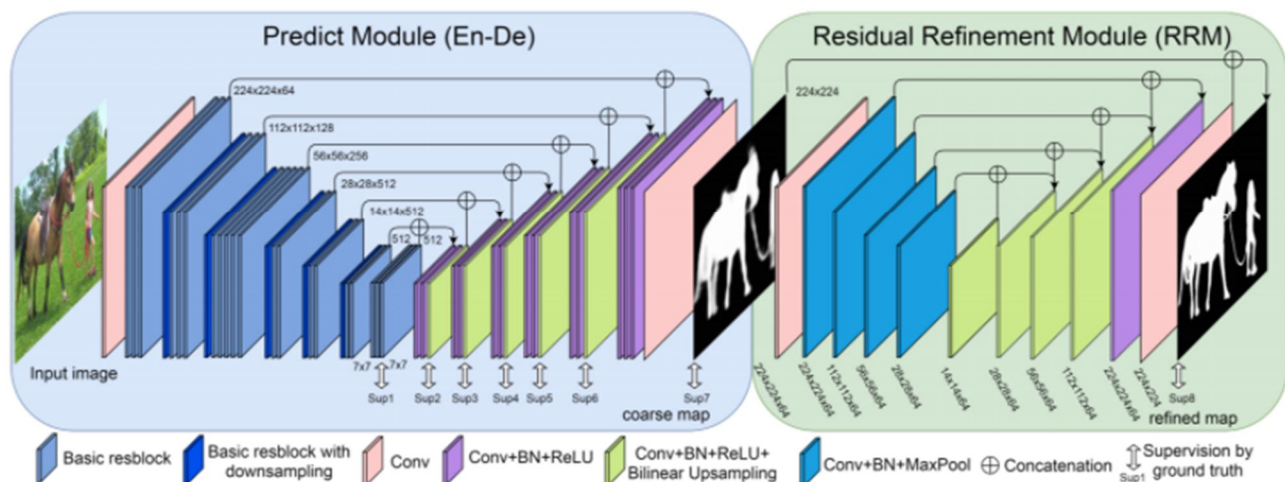 Predict Module (En-De)
Residual Refinement Module (RRM)
224x224x64
112x112x128
56x56x256
28x28x512
14x14x512
512
512
224x224
7x7
7x7
Input image
Sup1
Sup2
Sup3
Sup4
Sup5
Sup6
Sup7
coarse map
224x224x64
224x224x64
112x112x64
56x56x64
28x28x64
14x14x64
28x28x64
56x56x64
112x112x64
224x224x64
224x224
Sup8
refined map
Basic resblock
Basic resblock with
downsampling
Conv
Conv+BN+ReLU
Conv+BN+ReLU+
Bilinear Upsampling
Conv+BN+MaxPool
Concatenation
Sup1
Supervision by
ground truth